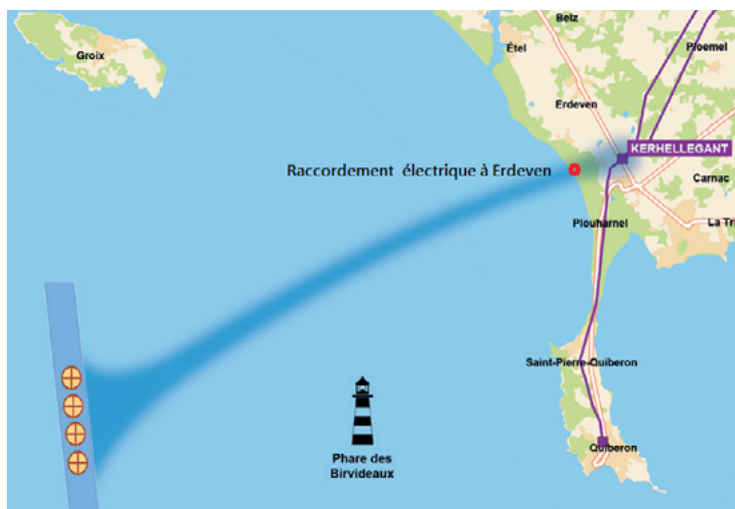 Belz
Groix
Étel
Ploemel
Erdeven
KERHELLEGANT
Raccordement électrique à Erdeven
Carnac
Plouharnel
La Tri
Saint-Pierre-Quiberon
Quiberon
Phare des
Birvideaux